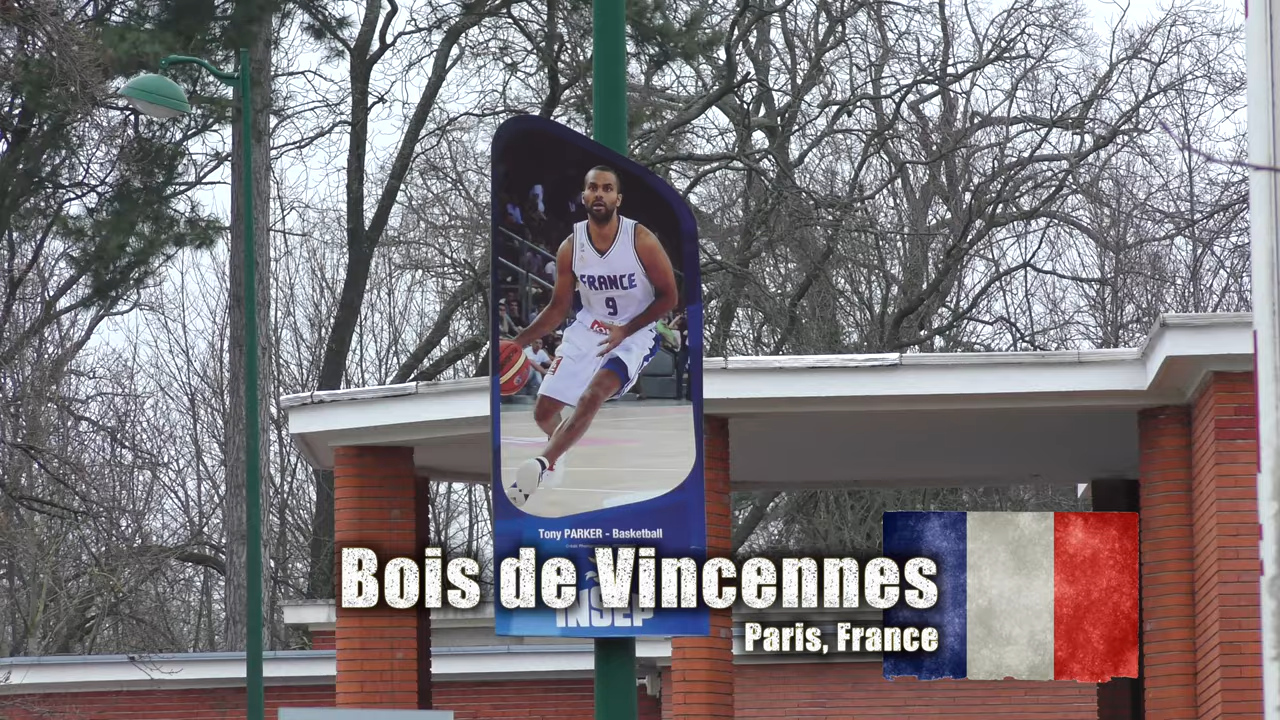 FRANCE
9
Tony PARKER - Basketball
Bois de Vincennes
INSEP
Paris, France